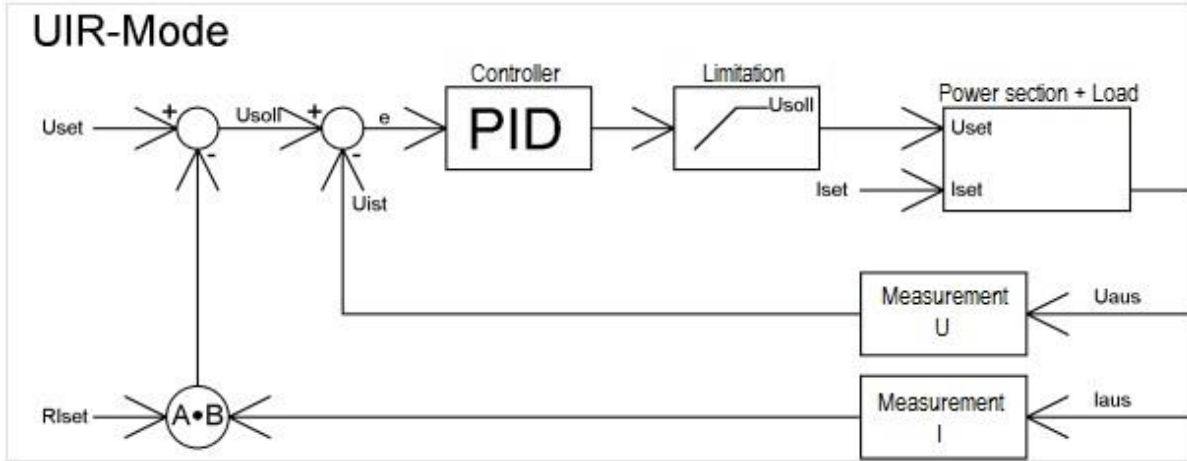 UIR-Mode
Controller
Limitation
Power section + Load
Uset
+
-
Usoll
+
-
e
PID
Usoll
Uset
Iset
Iset
Uist
Measurement
U
Uaus
RIset
A•B
Measurement
I
Iaus